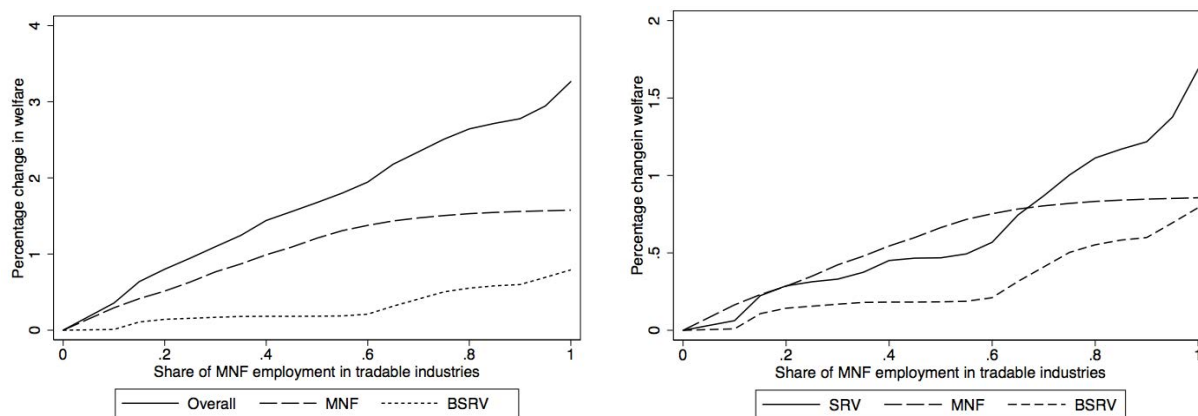 4
3
2
1
0
Percentage change in welfare
0 .2 .4 .6 .8 1
Share of MNF employment in tradable industries
Overall MNF BSRV
2
1.5
1
.5
0
Percentage changein welfare
0 .2 .4 .6 .8 1
Share of MNF employment in tradable industries
SRV MNF BSRV